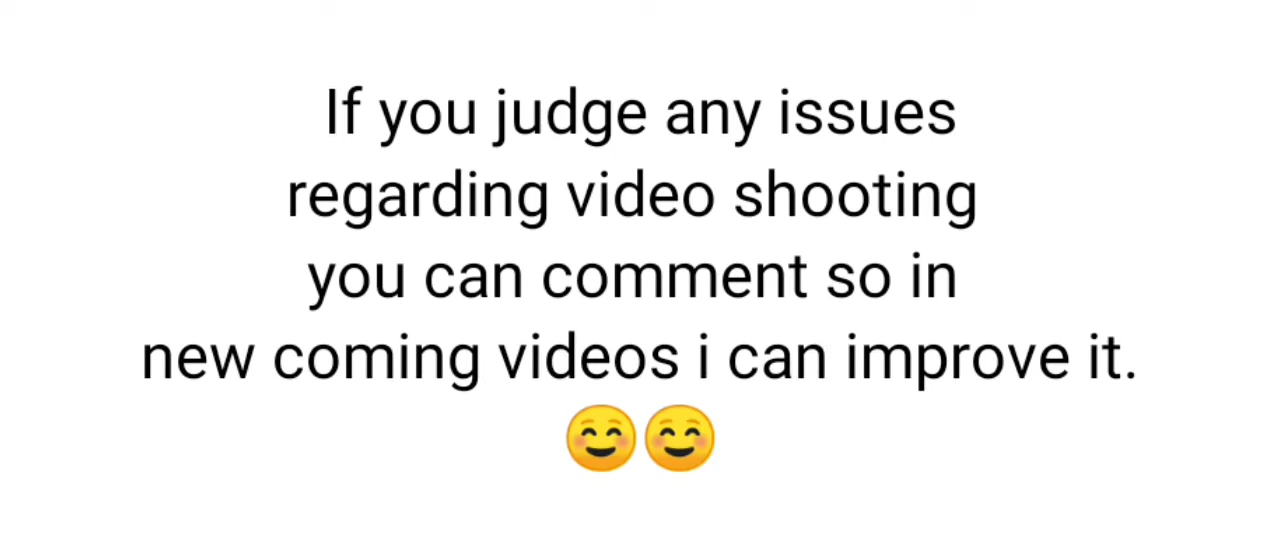 If you judge any issues
regarding video shooting
you can comment so in
new coming videos i can improve it.
☺️☺️